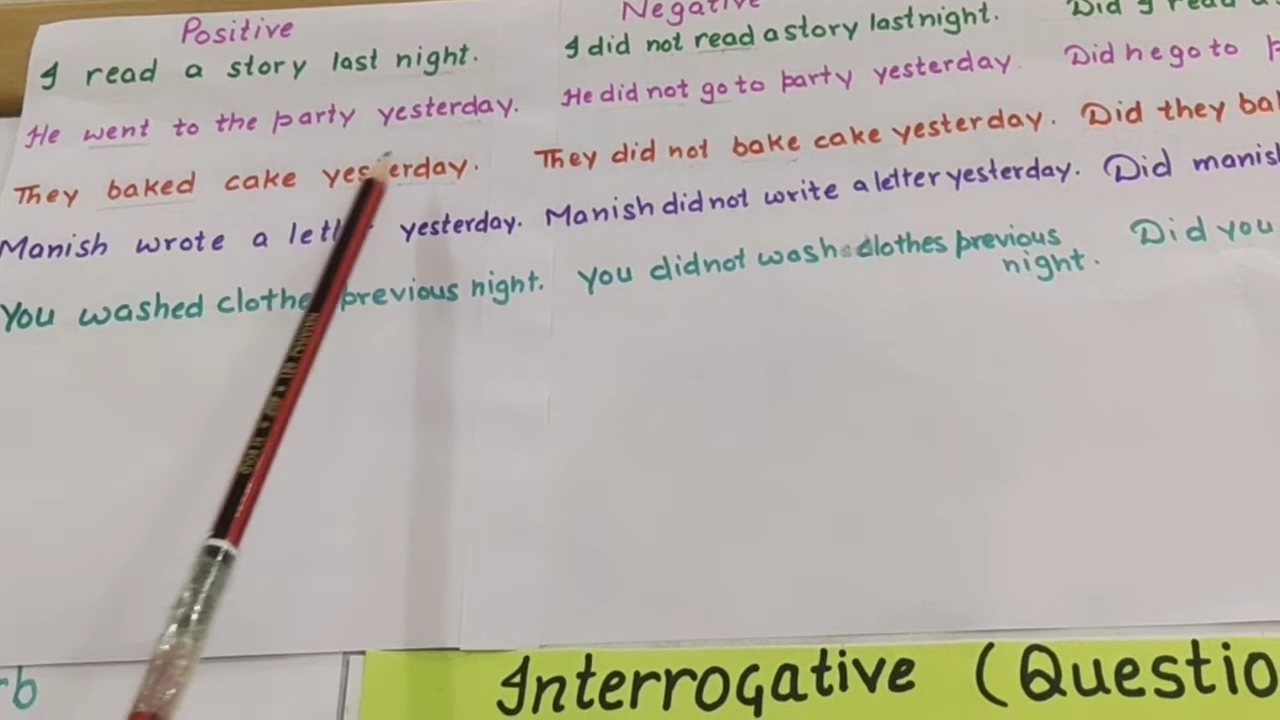 Positive Negative
I read a story last night. I did not read a story last night. Did I read
He went to the party yesterday. He did not go to party yesterday. Did he go to
They baked cake yesterday. They did not bake cake yesterday. Did they
Manish wrote a yesterday. Manish did not write a letter yesterday. Did manish
You washed previous night. You did not wash clothes previous night. Did you
Interrogative (